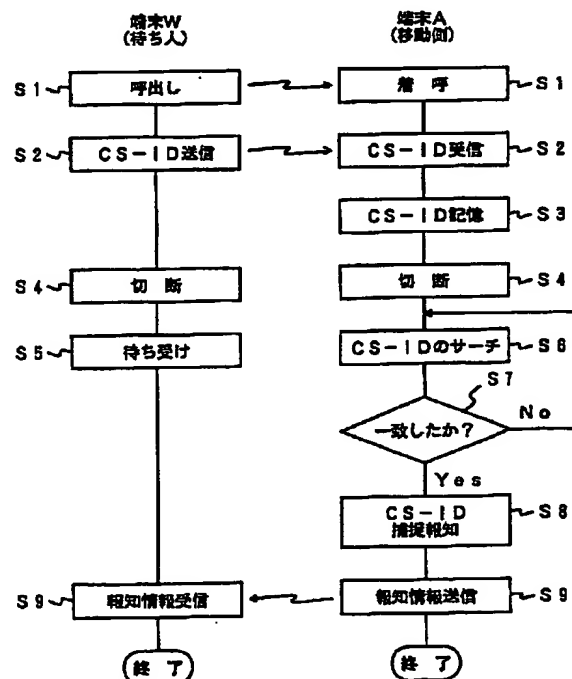 端末W
(待ち人)
端末A
(移動側)
S1
呼出し
着 呼
S1
S2
CS-ID送信
CS-ID受信
S2
CS-ID記憶
S3
S4
切 断
切 断
S4
S5
待ち受け
CS-IDのサーチ
S6
S7
一致したか?
No
Yes
CS-ID
捕捉報知
S8
S9
報知情報受信
報知情報送信
S9
終 了
終 了